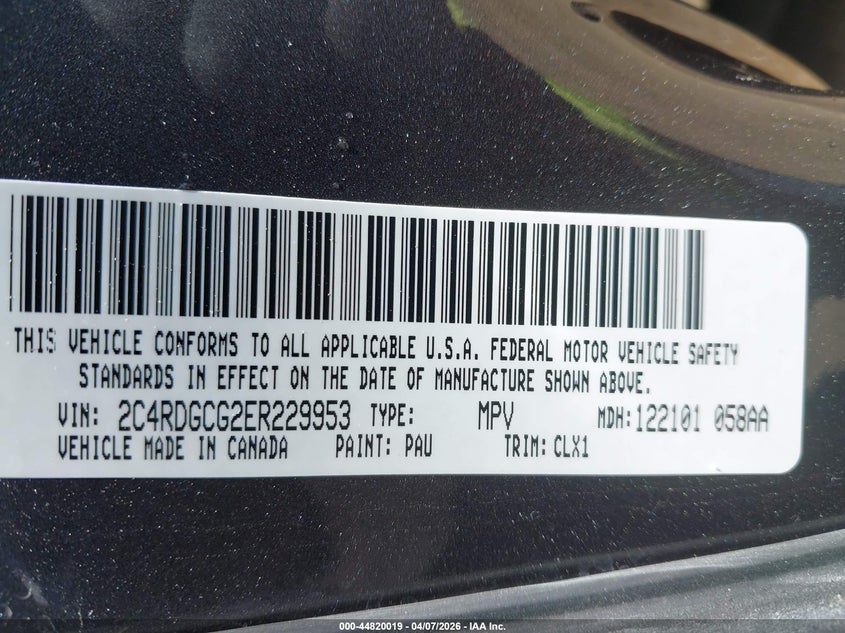 THIS VEHICLE CONFORMS TO ALL APPLICABLE U.S.A. FEDERAL MOTOR VEHICLE SAFETY
STANDARDS IN EFFECT ON THE DATE OF MANUFACTURE SHOWN ABOVE.
VIN: 2C4RDGCG2ER229953 TYPE: MPV MDH:122101 058AA
VEHICLE MADE IN CANADA PAINT: PAU TRIM: CLX1
000-44820019 - 04/07/2026 - IAA Inc.